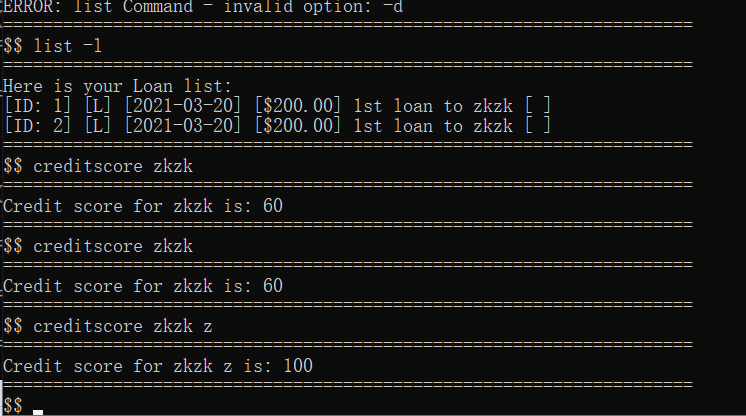 ERROR: list Command - invalid option: -d
=====================================================================
$$ list -l
=====================================================================
Here is your Loan list:
[ID: 1] [L] [2021-03-20] [$200.00] 1st loan to zkzk [ ]
[ID: 2] [L] [2021-03-20] [$200.00] 1st loan to zkzk [ ]
=====================================================================
$$ creditscore zkzk
=====================================================================
Credit score for zkzk is: 60
=====================================================================
$$ creditscore zkzk
=====================================================================
Credit score for zkzk is: 60
=====================================================================
$$ creditscore zkzk z
=====================================================================
Credit score for zkzk z is: 100
=====================================================================
$$